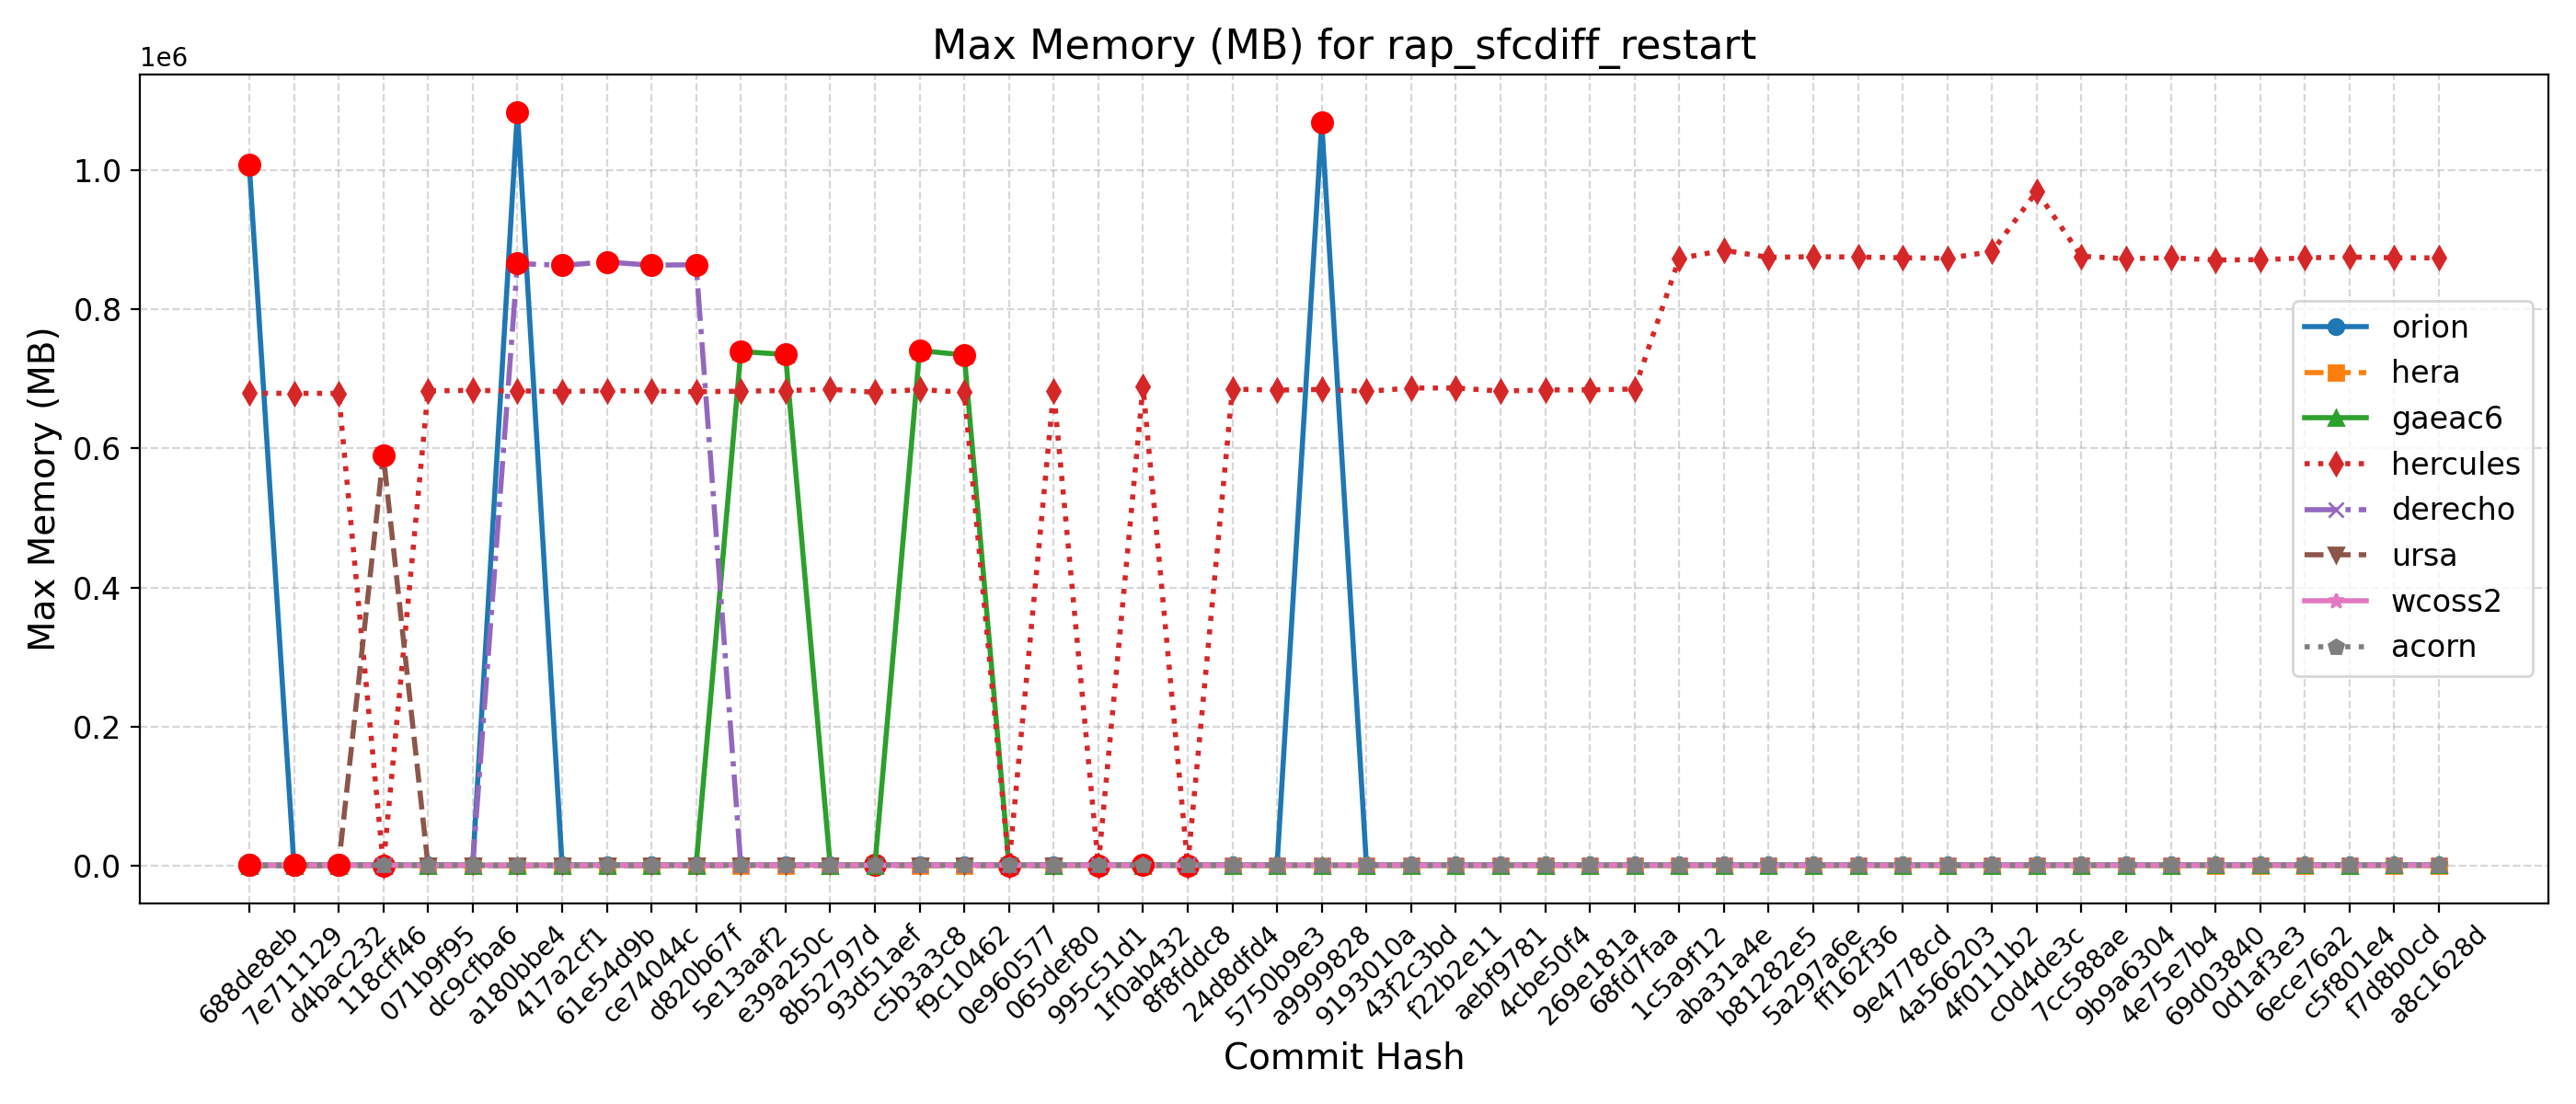 Max Memory (MB) for rap_sfcdiff_restart
1e6
1.0
0.8
0.6
0.4
0.2
0.0
Max Memory (MB)
orion
hera
gaeac6
hercules
derecho
ursa
wcoss2
acorn
688de8eb
7e711129
d4bac232
118cff46
071b9f95
dc9cfba6
a180bbe4
417a2cf1
61e54d9b
ce74044c
d820b67f
5e13aaf2
e39a250c
8b52797d
93d51aef
c5b3a3c8
f9c10462
0e960577
065def80
995c51d1
1f0ab432
8f8fddc8
24d8dfd4
5750b9e3
a9999828
9193010a
43f2c3bd
f22b2e11
aebf9781
4cbe50f4
269e181a
68fd7faa
1c5a9f12
aba31a4e
b81282e5
5a297a6e
ff162f36
9e4778cd
4a566203
4f0111b2
c0d4de3c
7cc588ae
9b9a6304
4e75e7b4
69d03840
0d1af3e3
6ece76a2
c5f801e4
f7d8b0cd
a8c1628d
Commit Hash